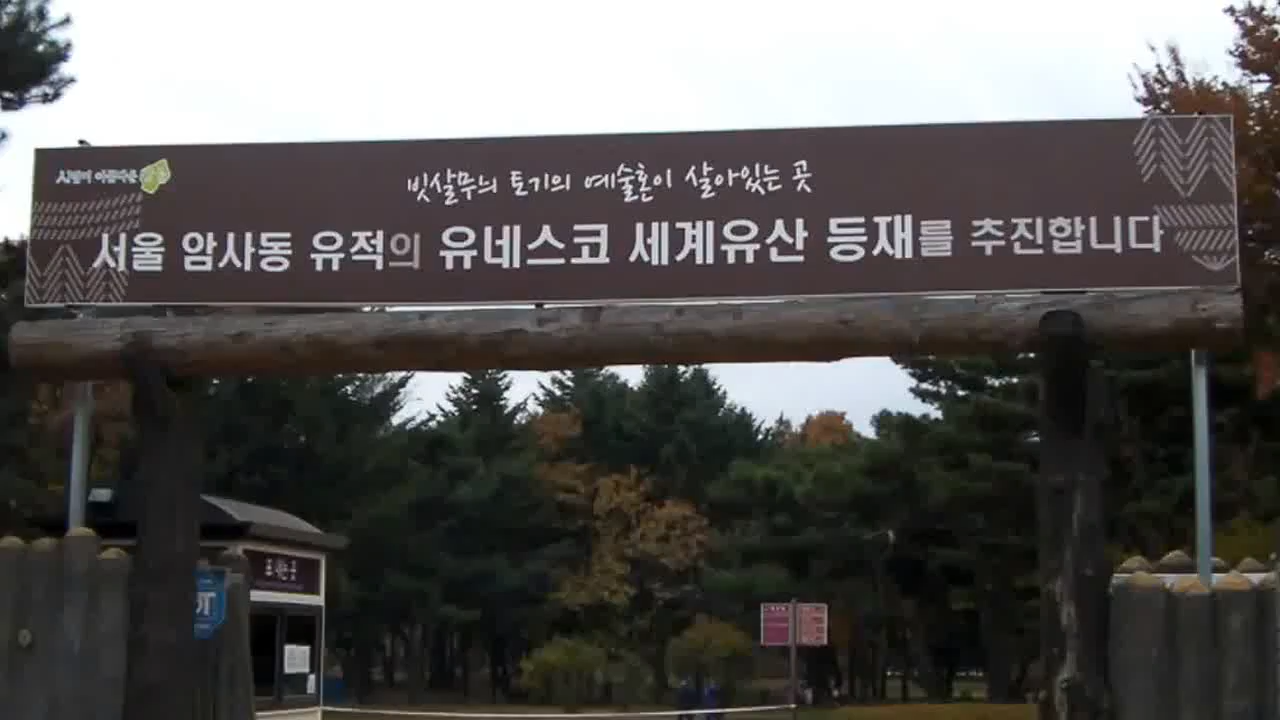 빗살무늬 토기의 예술혼이 살아있는 곳
서울 암사동 유적의 유네스코 세계유산 등재를 추진합니다